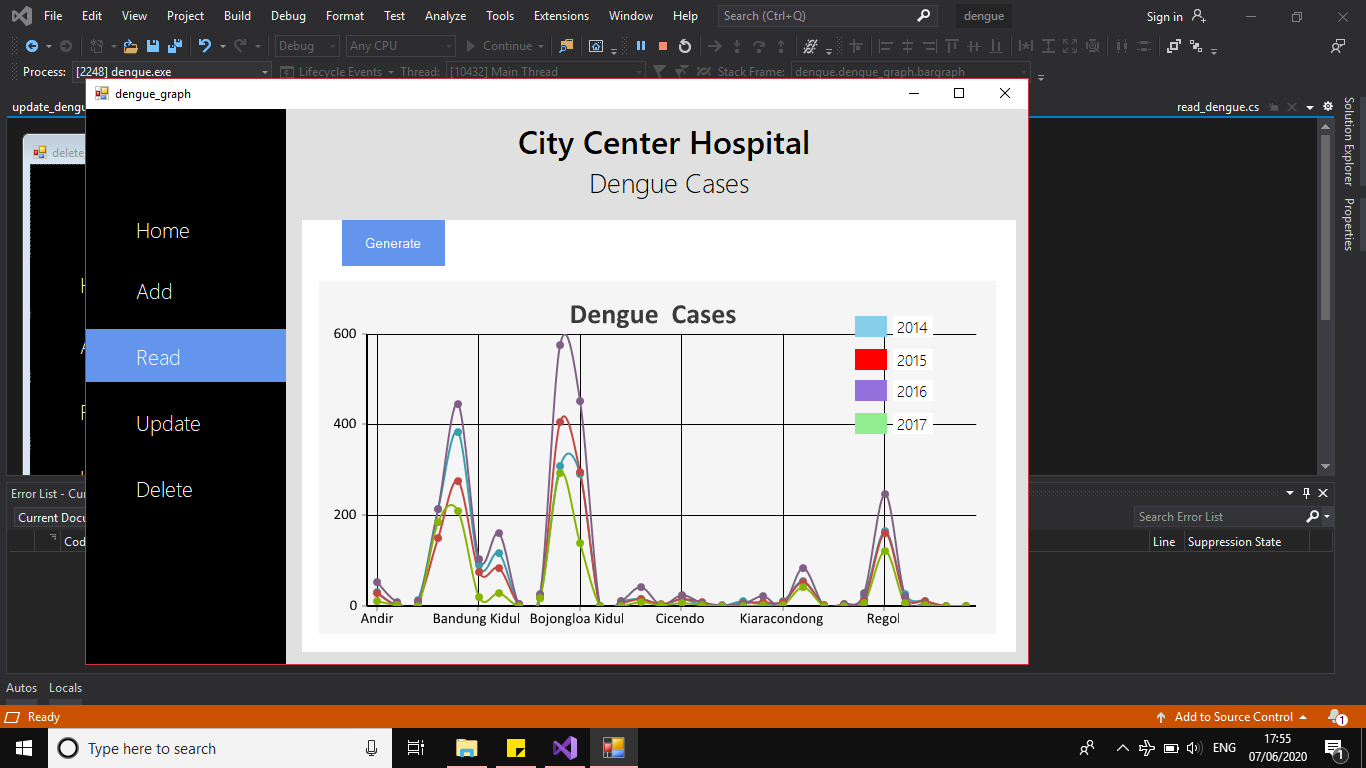 File Edit View Project Build Debug Format Test Analyze Tools Extensions Window Help Search (Ctrl+Q) dengue Sign in
Debug Any CPU Continue
Process: [2248] dengue.exe Lifecycle Events Thread: [10432] Main Thread Stack Frame: dengue.dengue_graph.bargraph
dengue_graph
update_dengu read_dengue.cs
Solution Explorer
Properties
delete
City Center Hospital
Dengue Cases
Home
Add
Read
Update
Delete
Generate
Dengue Cases
600
400
200
0
2014
2015
2016
2017
Andir Bandung Kidul Bojongloa Kidul Cicendo Kiaracondong Regol
Error List - Cu
Current Docu
Search Error List
Cod
Line Suppression State
Autos Locals
Ready
Add to Source Control
1
Type here to search
ENG
17:55
07/06/2020
1